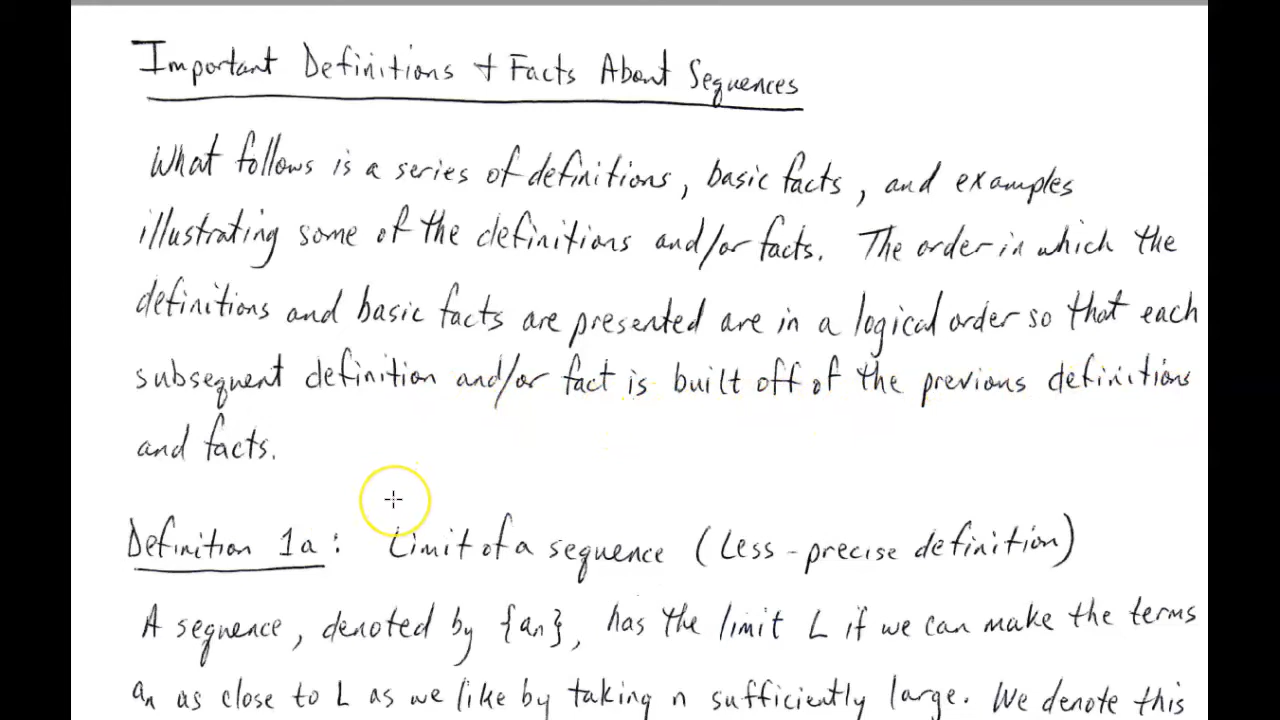 Important Definitions + Facts About Sequences
What follows is a series of definitions, basic facts, and examples
illustrating some of the definitions and/or facts. The order in which the
definitions and basic facts are presented are in a logical order so that each
subsequent definition and/or fact is built off of the previous definitions
and facts.
Definition 1a: Limit of a sequence (Less-precise definition)
A sequence, denoted by {aₙ}, has the limit L if we can make the terms
aₙ as close to L as we like by taking n sufficiently large. We denote this